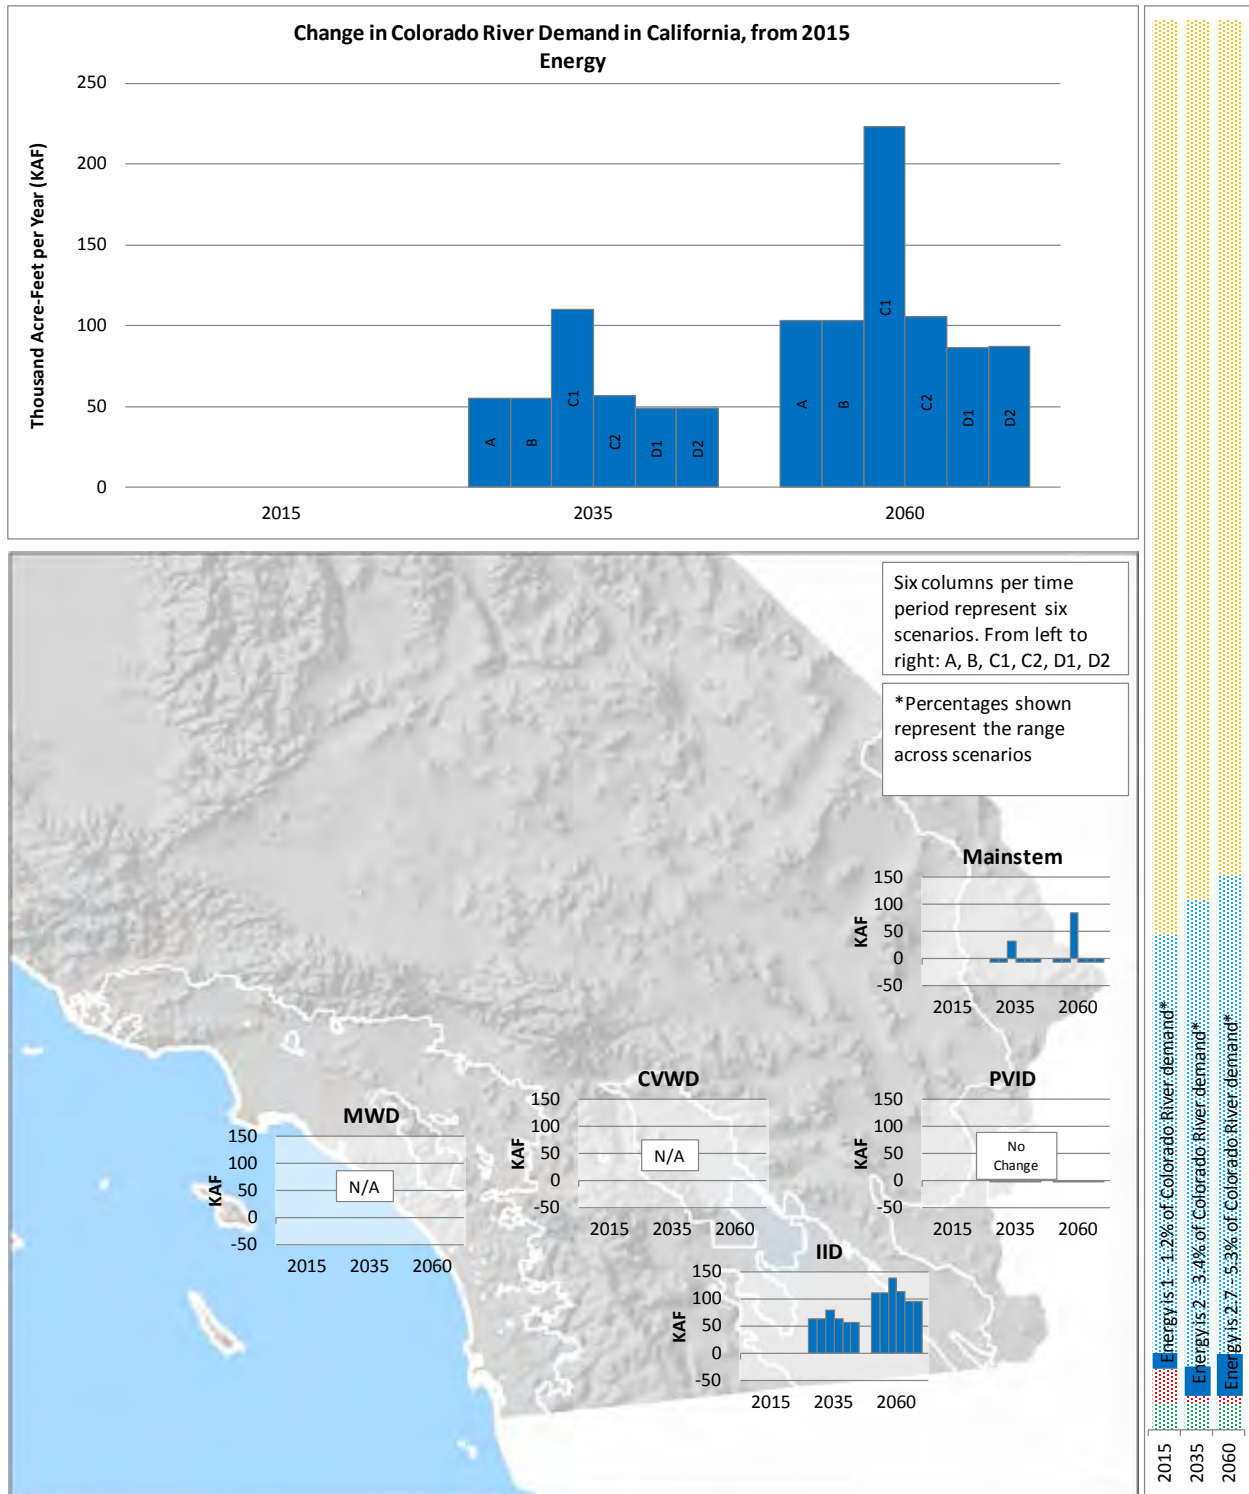 Change in Colorado River Demand in California, from 2015
Energy
Thousand Acre-Feet per Year (KAF)
250
200
150
100
50
0
A
B
C1
C2
D1
D2
A
B
C1
C2
D1
D2
2015
2035
2060
Six columns per time
period represent six
scenarios. From left to
right: A, B, C1, C2, D1, D2
*Percentages shown
represent the range
across scenarios
Mainstem
KAF
150
100
50
0
-50
2015
2035
2060
MWD
KAF
150
100
50
0
-50
N/A
2015
2035
2060
CVWD
KAF
150
100
50
0
-50
N/A
2015
2035
2060
PVID
KAF
150
100
50
0
-50
No
Change
2015
2035
2060
IID
KAF
150
100
50
0
-50
2015
2035
2060
Energy is 1 - 1.2% of Colorado River demand*
Energy is 2 - 3.4% of Colorado River demand*
Energy is 2.7 - 5.3% of Colorado River demand*
2015
2035
2060